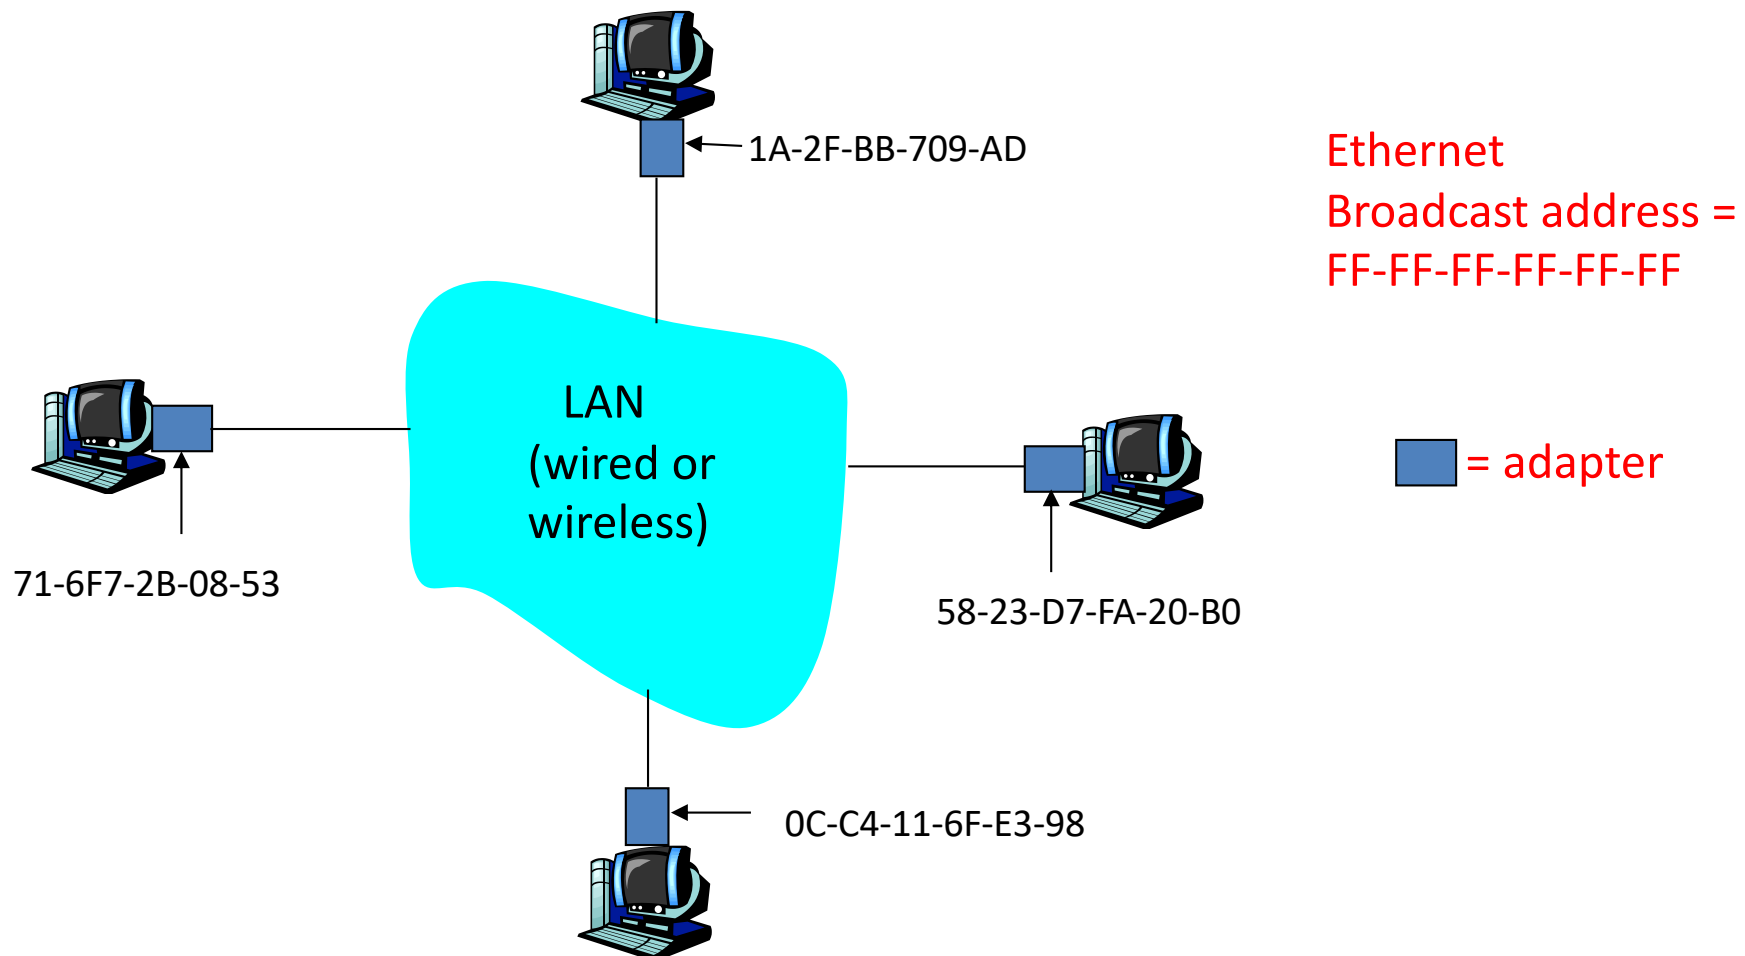 1A-2F-BB-709-AD
Ethernet
Broadcast address =
FF-FF-FF-FF-FF-FF
LAN
(wired or
wireless)
= adapter
71-6F7-2B-08-53
58-23-D7-FA-20-B0
0C-C4-11-6F-E3-98